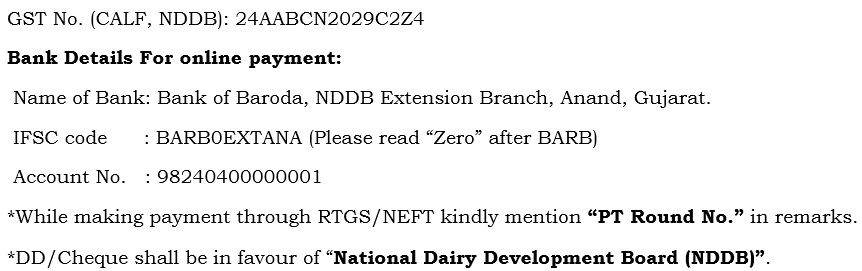 GST No. (CALF, NDDB): 24AABCN2029C2Z4
Bank Details For online payment:
Name of Bank: Bank of Baroda, NDDB Extension Branch, Anand, Gujarat.
IFSC code : BARB0EXTANA (Please read “Zero” after BARB)
Account No. : 98240400000001
*While making payment through RTGS/NEFT kindly mention “PT Round No.” in remarks.
*DD/Cheque shall be in favour of “National Dairy Development Board (NDDB)”.